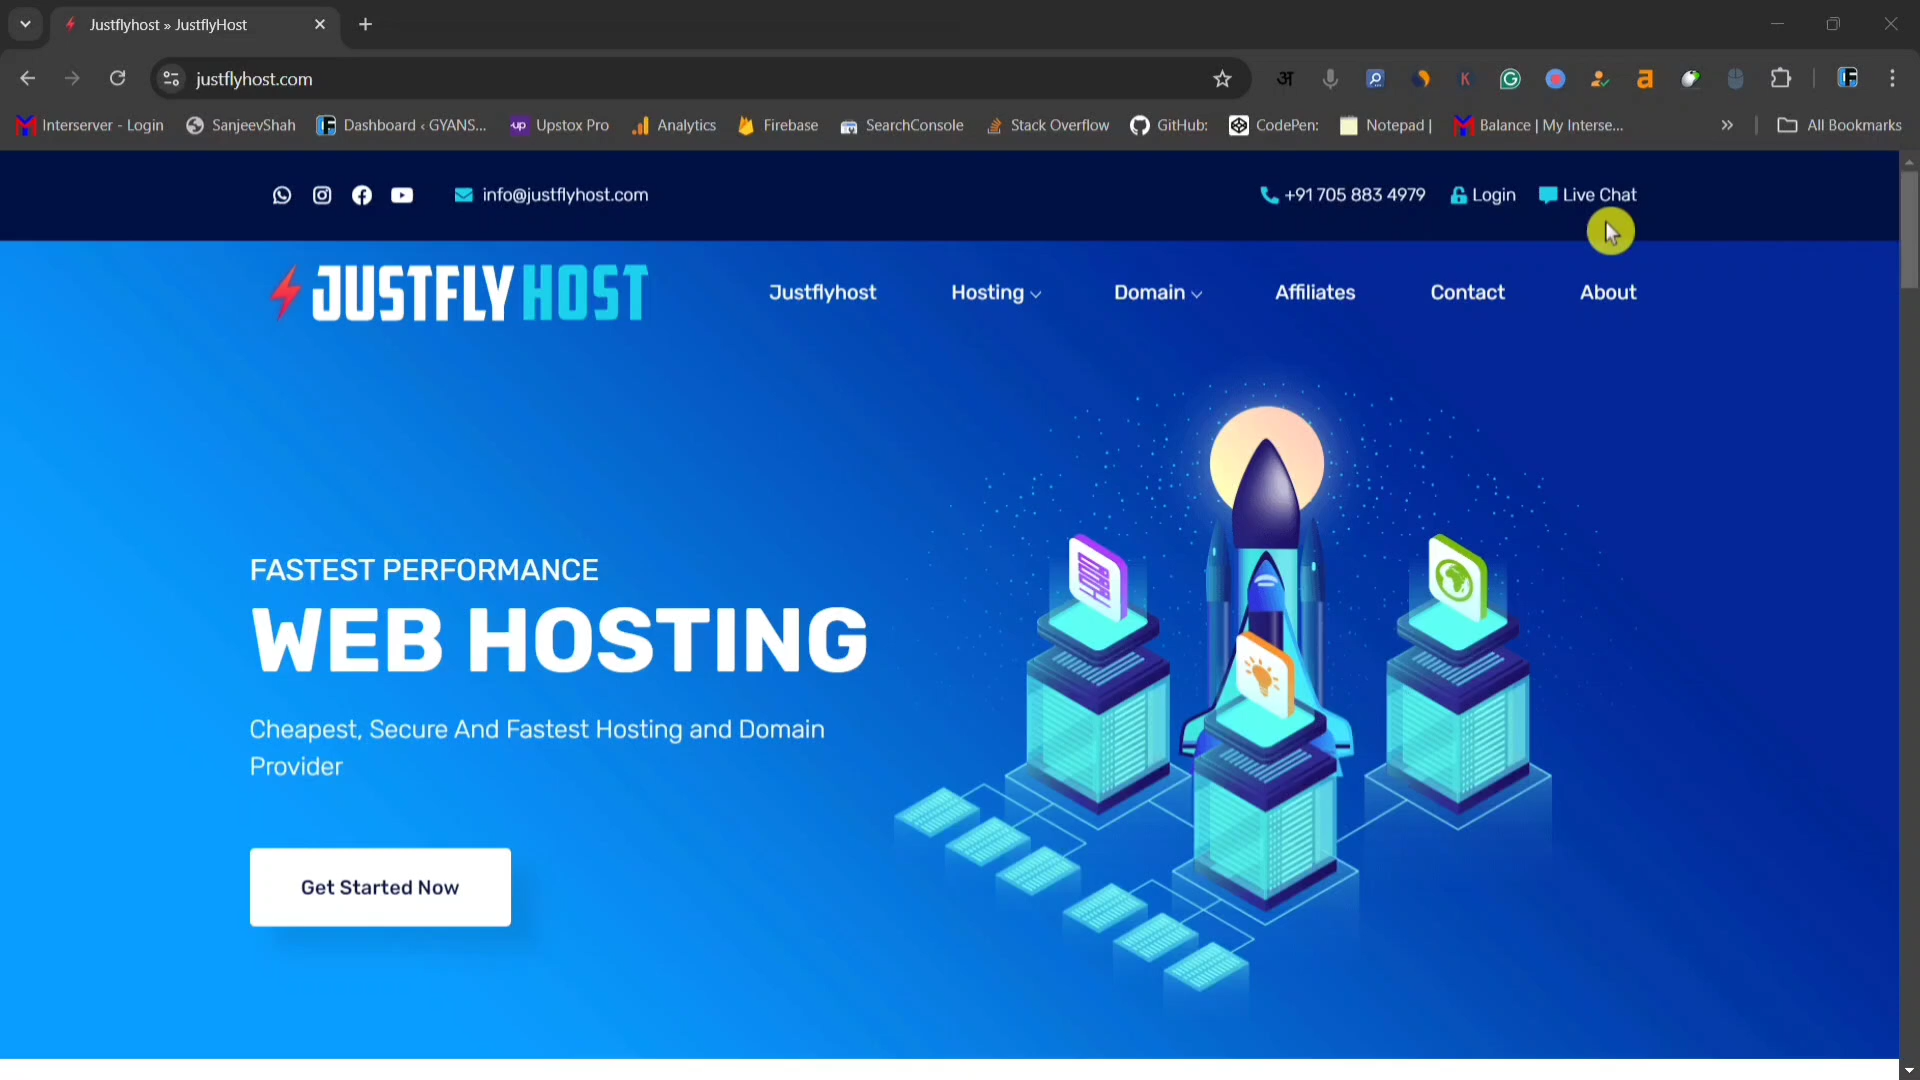 Justflyhost » JustflyHost
justflyhost.com
अ
Interserver - Login
SanjeevShah
Dashboard ‹ GYANS...
up Upstox Pro
Analytics
Firebase
SearchConsole
Stack Overflow
GitHub:
CodePen:
Notepad |
Balance | My Interse...
All Bookmarks
info@justflyhost.com
+91 705 883 4979
Login
Live Chat
JUSTFLY HOST
Justflyhost
Hosting
Domain
Affiliates
Contact
About
FASTEST PERFORMANCE
WEB HOSTING
Cheapest, Secure And Fastest Hosting and Domain
Provider
Get Started Now